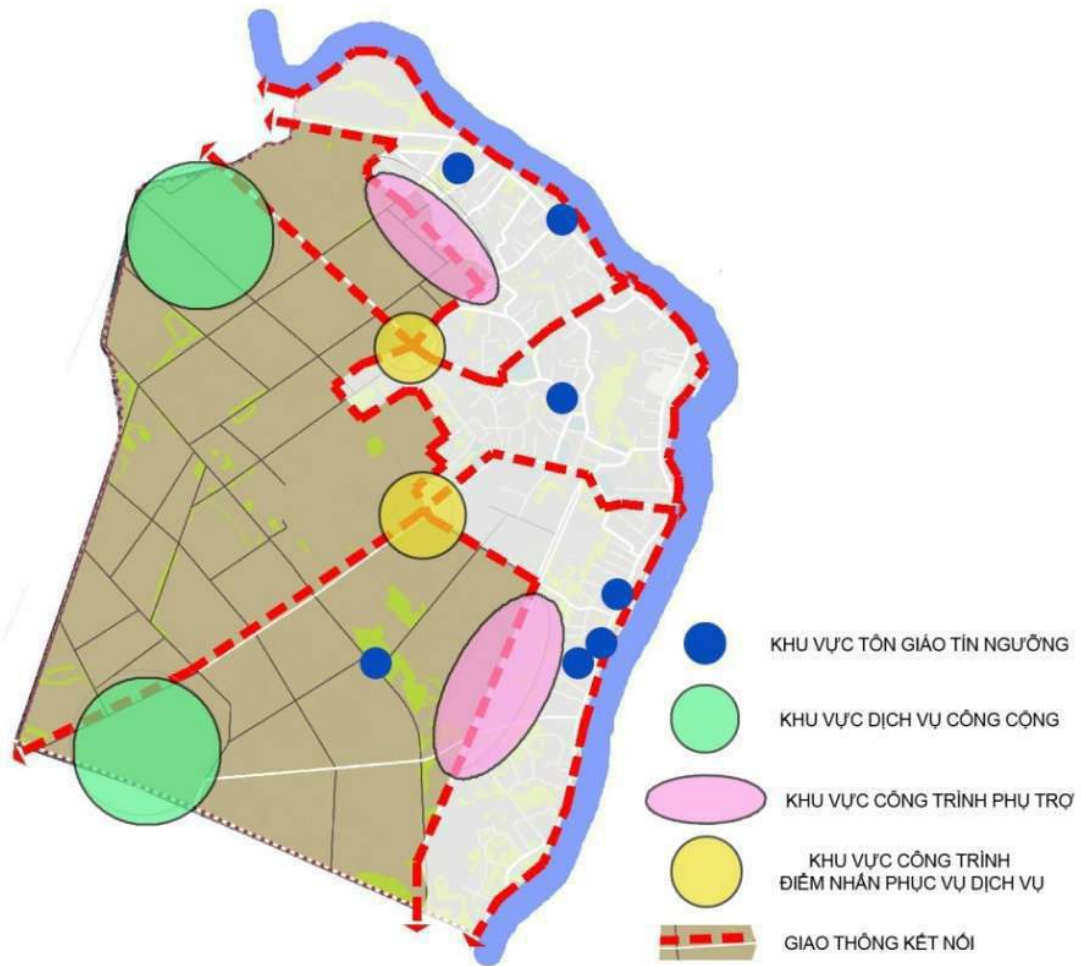 KHU VỰC TÔN GIÁO TÍN NGƯỠNG
KHU VỰC DỊCH VỤ CÔNG CỘNG
KHU VỰC CÔNG TRÌNH PHỤ TRỢ
KHU VỰC CÔNG TRÌNH
ĐIỂM NHẤN PHỤC VỤ DỊCH VỤ
GIAO THÔNG KẾT NỐI